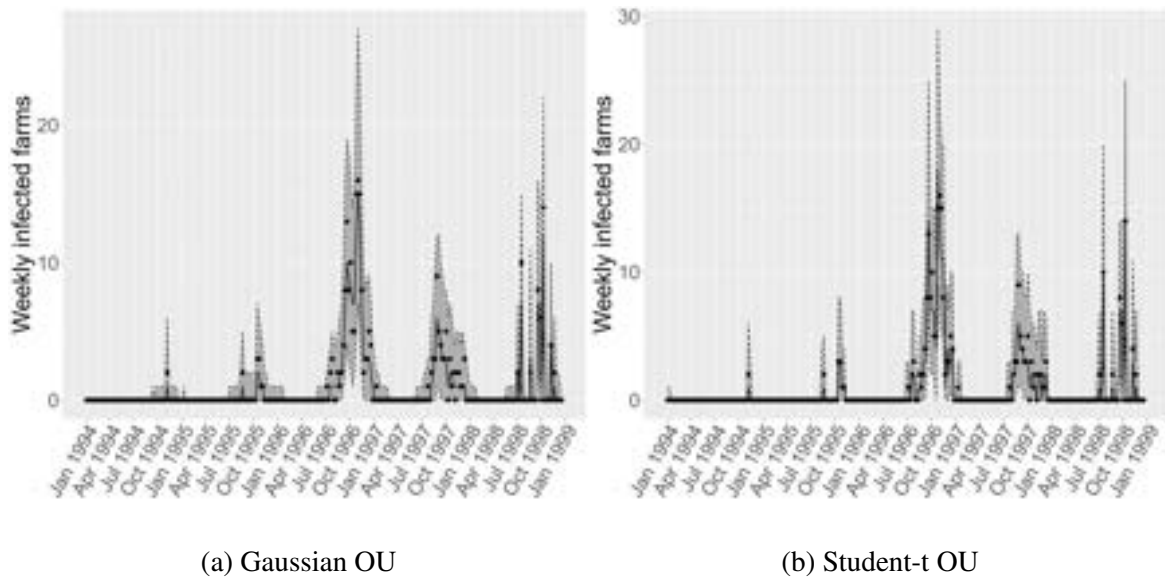 Weekly infected farms
20
10
0
Jan 1994
Apr 1994
Jul 1994
Oct 1994
Jan 1995
Apr 1995
Jul 1995
Oct 1995
Jan 1996
Apr 1996
Jul 1996
Oct 1996
Jan 1997
Apr 1997
Jul 1997
Oct 1997
Jan 1998
Apr 1998
Jul 1998
Oct 1998
Jan 1999
(a) Gaussian OU
Weekly infected farms
30
20
10
0
Jan 1994
Apr 1994
Jul 1994
Oct 1994
Jan 1995
Apr 1995
Jul 1995
Oct 1995
Jan 1996
Apr 1996
Jul 1996
Oct 1996
Jan 1997
Apr 1997
Jul 1997
Oct 1997
Jan 1998
Apr 1998
Jul 1998
Oct 1998
Jan 1999
(b) Student-t OU